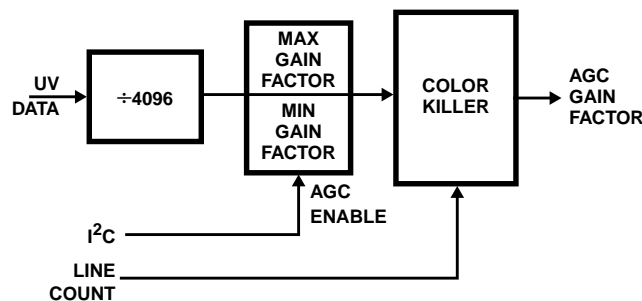 UV
DATA
÷4096
MAX
GAIN
FACTOR
MIN
GAIN
FACTOR
COLOR
KILLER
AGC
GAIN
FACTOR
AGC
ENABLE
I²C
LINE
COUNT